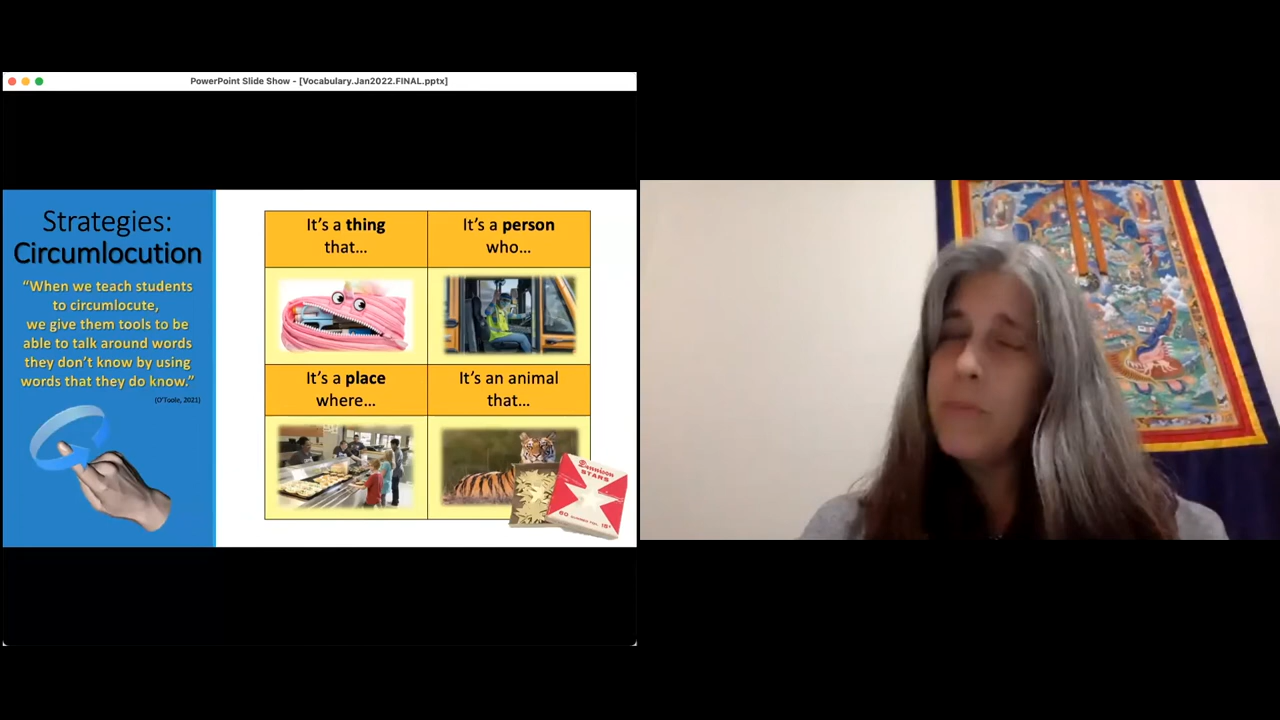 PowerPoint Slide Show - [Vocabulary.Jan2022.FINAL.pptx]
Strategies:
Circumlocution
“When we teach students
to circumlocute,
we give them tools to be
able to talk around words
they don’t know by using
words that they do know.”
(O’Toole, 2021)
It’s a thing
that…
It’s a person
who…
It’s a place
where…
It’s an animal
that…
Dennison
STARS
60
15¢